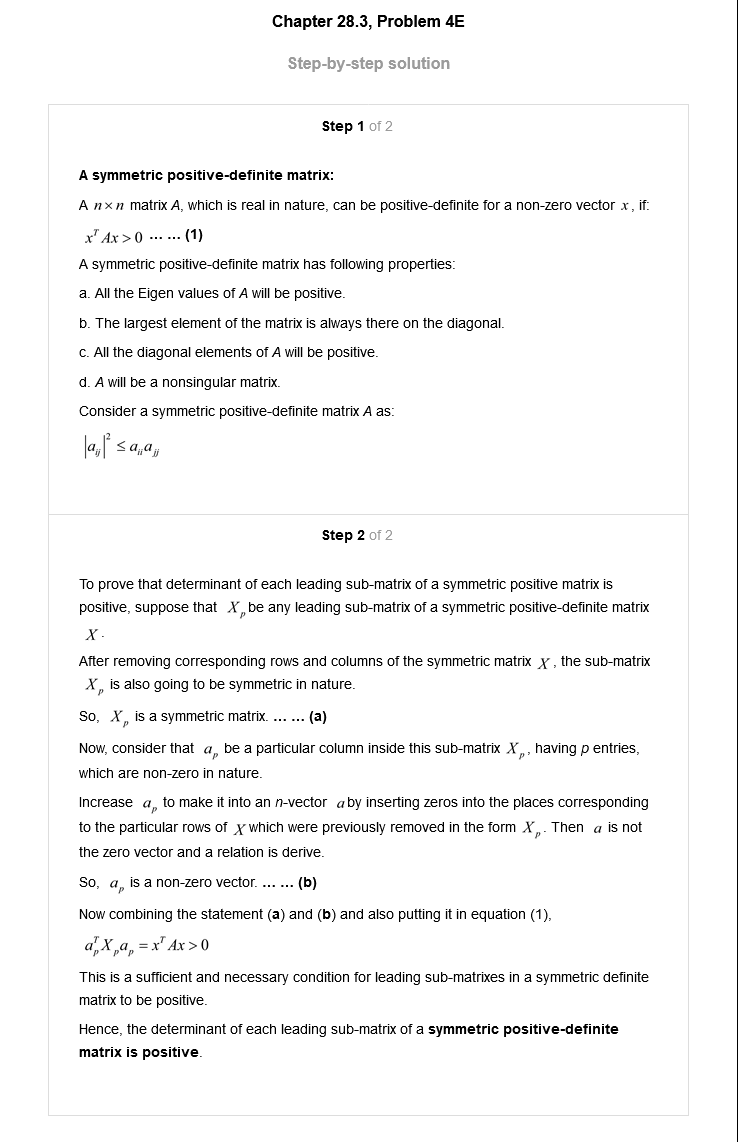 Chapter 28.3, Problem 4E
Step-by-step solution
Step 1 of 2
A symmetric positive-definite matrix:
A n×n matrix A, which is real in nature, can be positive-definite for a non-zero vector x, if:
x^T Ax > 0 ... ... (1)
A symmetric positive-definite matrix has following properties:
a. All the Eigen values of A will be positive.
b. The largest element of the matrix is always there on the diagonal.
c. All the diagonal elements of A will be positive.
d. A will be a nonsingular matrix.
Consider a symmetric positive-definite matrix A as:
|a_ij|^2 ≤ a_ii a_jj
Step 2 of 2
To prove that determinant of each leading sub-matrix of a symmetric positive matrix is
positive, suppose that X_p be any leading sub-matrix of a symmetric positive-definite matrix
X.
After removing corresponding rows and columns of the symmetric matrix X, the sub-matrix
X_p is also going to be symmetric in nature.
So, X_p is a symmetric matrix. ... ... (a)
Now, consider that a_p be a particular column inside this sub-matrix X_p, having p entries,
which are non-zero in nature.
Increase a_p to make it into an n-vector a by inserting zeros into the places corresponding
to the particular rows of X which were previously removed in the form X_p. Then a is not
the zero vector and a relation is derive.
So, a_p is a non-zero vector. ... ... (b)
Now combining the statement (a) and (b) and also putting it in equation (1),
a_p^T X_p a_p = x^T Ax > 0
This is a sufficient and necessary condition for leading sub-matrixes in a symmetric definite
matrix to be positive.
Hence, the determinant of each leading sub-matrix of a symmetric positive-definite
matrix is positive.